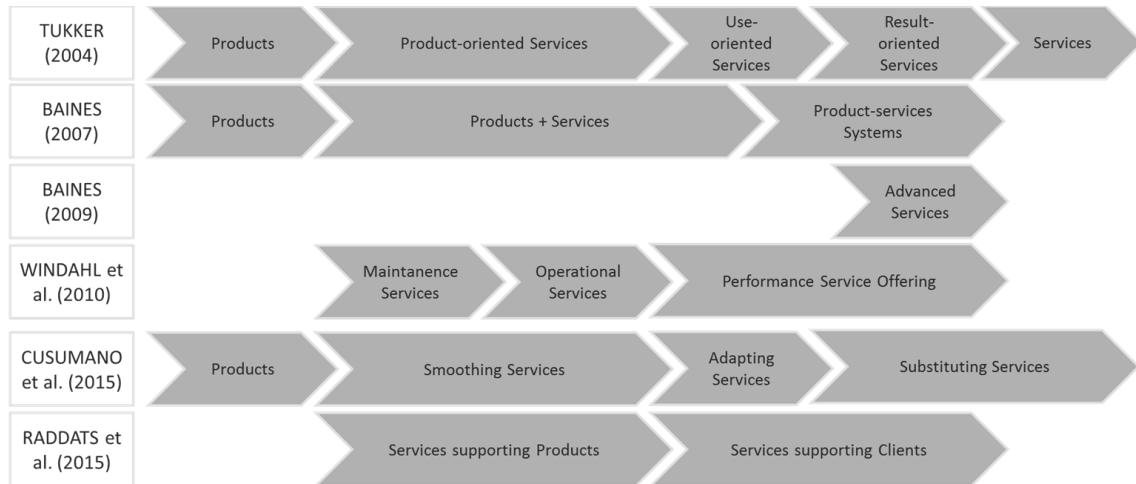 TUKKER
(2004)
Products
Product-oriented Services
Use-
oriented
Services
Result-
oriented
Services
Services
BAINES
(2007)
Products
Products + Services
Product-services
Systems
BAINES
(2009)
Advanced
Services
WINDAHL et
al. (2010)
Maintanence
Services
Operational
Services
Performance Service Offering
CUSUMANO
et al. (2015)
Products
Smoothing Services
Adapting
Services
Substituting Services
RADDATS et
al. (2015)
Services supporting Products
Services supporting Clients